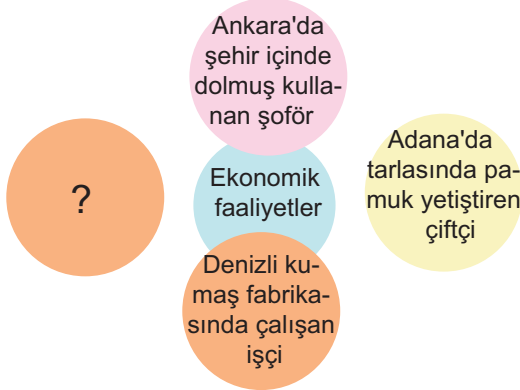 Ankara'da
şehir içinde
dolmuş kulla-
nan şoför
?
Ekonomik
faaliyetler
Adana'da
tarlasında pa-
muk yetiştiren
çiftçi
Denizli ku-
maş fabrika-
sında çalışan
işçi